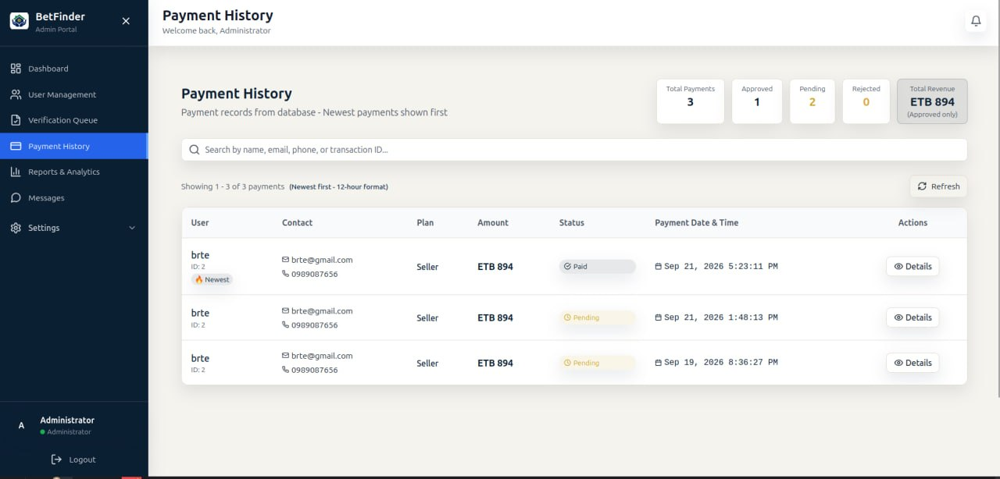 BetFinder
Admin Portal
Dashboard
User Management
Verification Queue
Payment History
Reports & Analytics
Messages
Settings
A
Administrator
Administrator
Logout
Payment History
Welcome back, Administrator
Payment History
Payment records from database - Newest payments shown first
Total Payments
3
Approved
1
Pending
2
Rejected
0
Total Revenue
ETB 894
(Approved only)
Search by name, email, phone, or transaction ID...
Showing 1 - 3 of 3 payments (Newest first - 12-hour format)
Refresh
User Contact Plan Amount Status Payment Date & Time Actions
brte
ID: 2
🔥 Newest
brte@gmail.com
0989087656
Seller
ETB 894
Paid
Sep 21, 2026 5:23:11 PM
Details
brte
ID: 2
brte@gmail.com
0989087656
Seller
ETB 894
Pending
Sep 21, 2026 1:48:13 PM
Details
brte
ID: 2
brte@gmail.com
0989087656
Seller
ETB 894
Pending
Sep 19, 2026 8:36:27 PM
Details